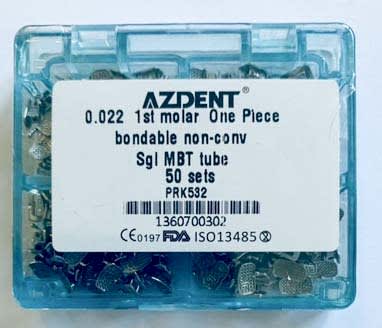 AZDENT®
0.022 1st molar One Piece
bondable non-conv
Sgl MBT tube
50 sets
PRK532
1360700302
CE0197 FDA ISO13485 2